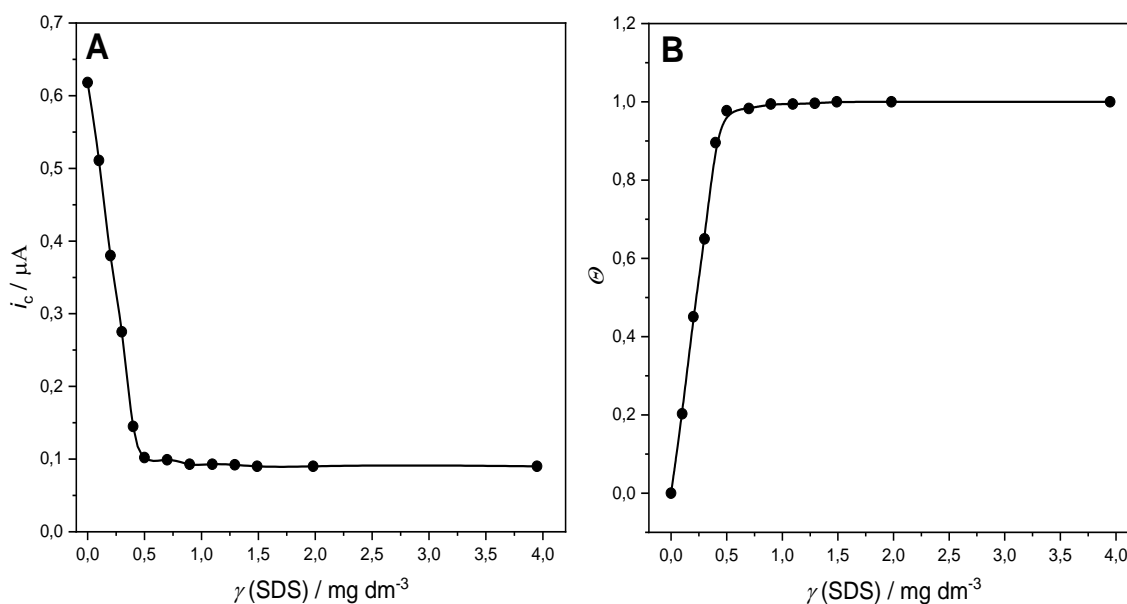 A
0,7
0,6
0,5
0,4
0,3
0,2
0,1
0,0
i_c / µA
0,0 0,5 1,0 1,5 2,0 2,5 3,0 3,5 4,0
γ (SDS) / mg dm⁻³
B
1,2
1,0
0,8
0,6
0,4
0,2
0,0
Θ
0,0 0,5 1,0 1,5 2,0 2,5 3,0 3,5 4,0
γ (SDS) / mg dm⁻³